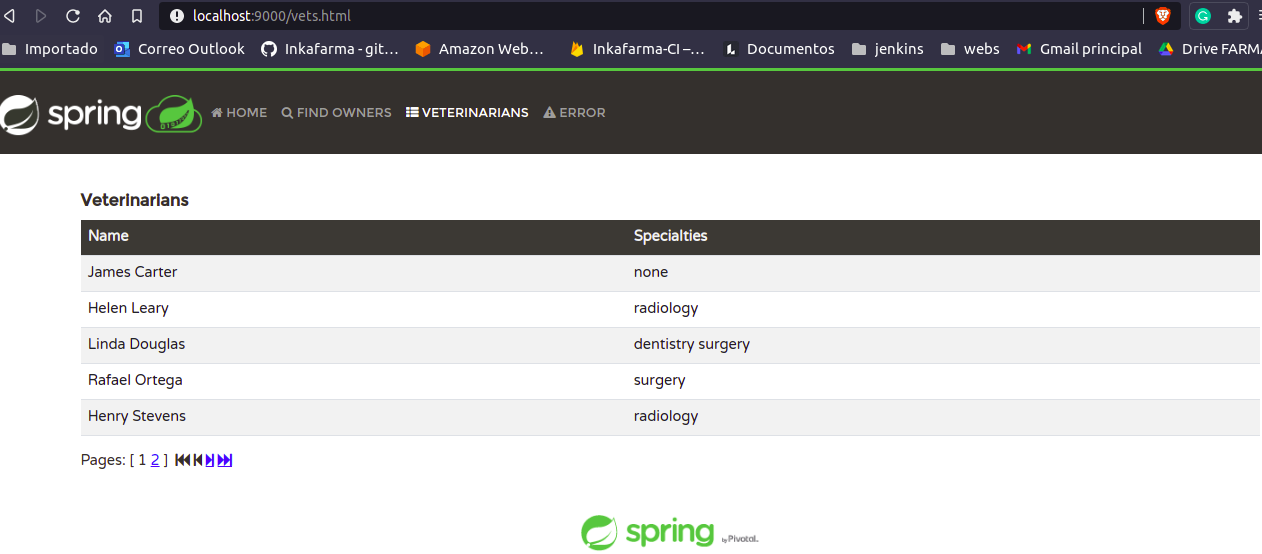 localhost:9000/vets.html
Importado Correo Outlook Inkafarma - git... Amazon Web... Inkafarma-CI –... Documentos jenkins webs Gmail principal Drive FARMA
spring HOME FIND OWNERS VETERINARIANS ERROR
Veterinarians
Name Specialties
James Carter none
Helen Leary radiology
Linda Douglas dentistry surgery
Rafael Ortega surgery
Henry Stevens radiology
Pages: [ 1 2 ]
spring by Pivotal.